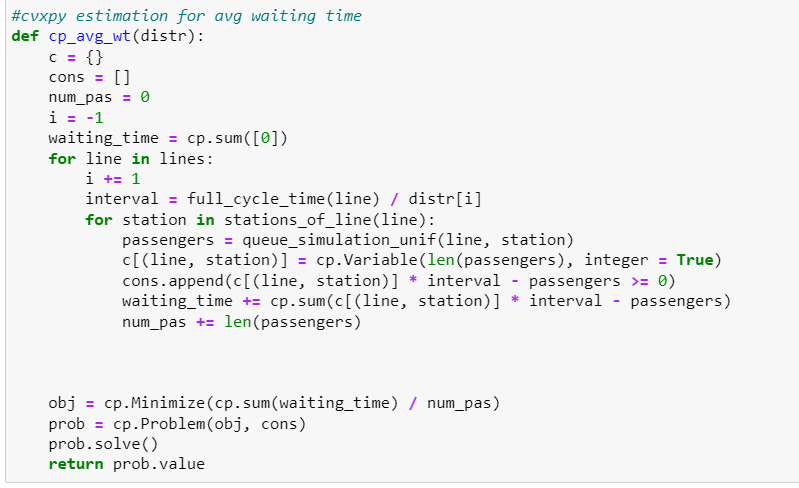 #cvxpy estimation for avg waiting time
def cp_avg_wt(distr):
    c = {}
    cons = []
    num_pas = 0
    i = -1
    waiting_time = cp.sum([0])
    for line in lines:
        i += 1
        interval = full_cycle_time(line) / distr[i]
        for station in stations_of_line(line):
            passengers = queue_simulation_unif(line, station)
            c[(line, station)] = cp.Variable(len(passengers), integer = True)
            cons.append(c[(line, station)] * interval - passengers >= 0)
            waiting_time += cp.sum(c[(line, station)] * interval - passengers)
            num_pas += len(passengers)
    obj = cp.Minimize(cp.sum(waiting_time) / num_pas)
    prob = cp.Problem(obj, cons)
    prob.solve()
    return prob.value